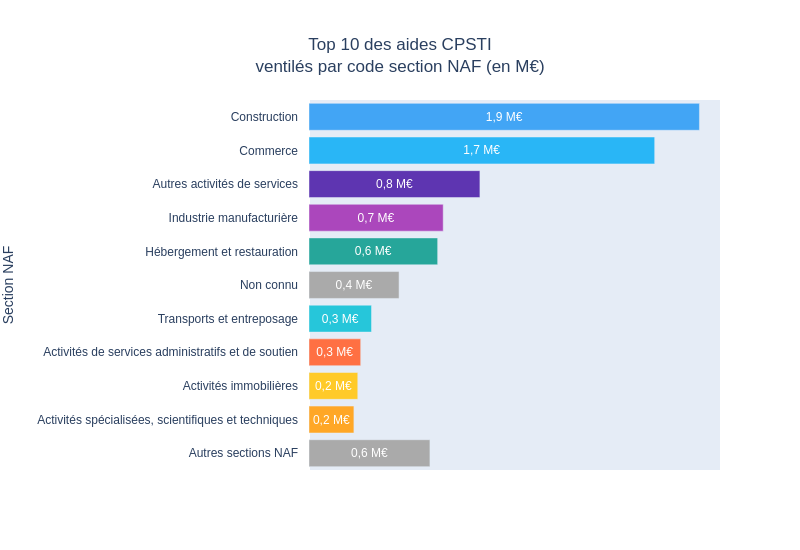 Top 10 des aides CPSTI
ventilés par code section NAF (en M€)
Section NAF
Construction 1,9 M€
Commerce 1,7 M€
Autres activités de services 0,8 M€
Industrie manufacturière 0,7 M€
Hébergement et restauration 0,6 M€
Non connu 0,4 M€
Transports et entreposage 0,3 M€
Activités de services administratifs et de soutien 0,3 M€
Activités immobilières 0,2 M€
Activités spécialisées, scientifiques et techniques 0,2 M€
Autres sections NAF 0,6 M€